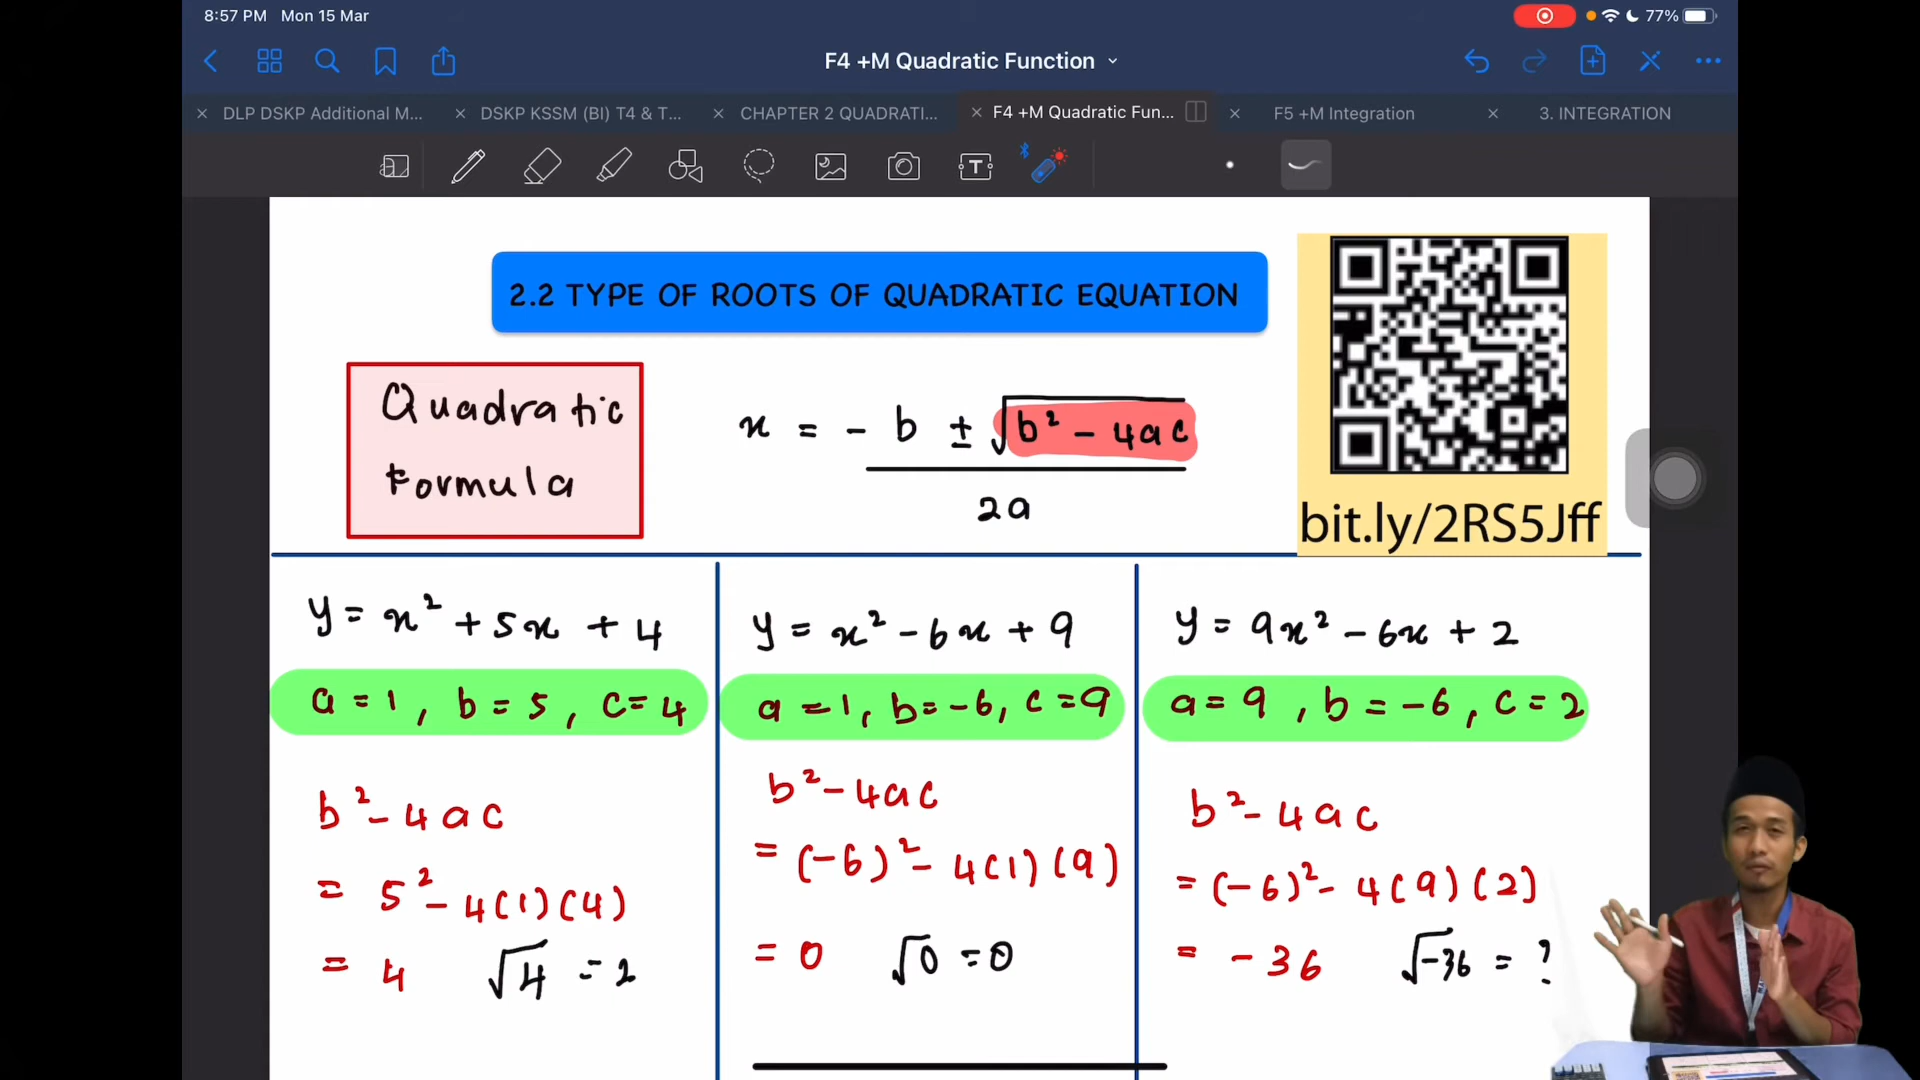 8:57 PM Mon 15 Mar
77%
F4 +M Quadratic Function
DLP DSKP Additional M...
DSKP KSSM (BI) T4 & T...
CHAPTER 2 QUADRATI...
F4 +M Quadratic Fun...
F5 +M Integration
3. INTEGRATION
T
2.2 TYPE OF ROOTS OF QUADRATIC EQUATION
Quadratic
Formula
x = - b ± √b² - 4ac
2a
bit.ly/2RS5Jff
y = x² + 5x + 4
a = 1, b = 5, c = 4
b² - 4ac
= 5² - 4(1)(4)
= 4 √4 = 2
y = x² - 6x + 9
a = 1, b = -6, c = 9
b² - 4ac
= (-6)² - 4(1)(9)
= 0 √0 = 0
y = 9x² - 6x + 2
a = 9, b = -6, c = 2
b² - 4ac
= (-6)² - 4(9)(2)
= -36 √-36 = ?